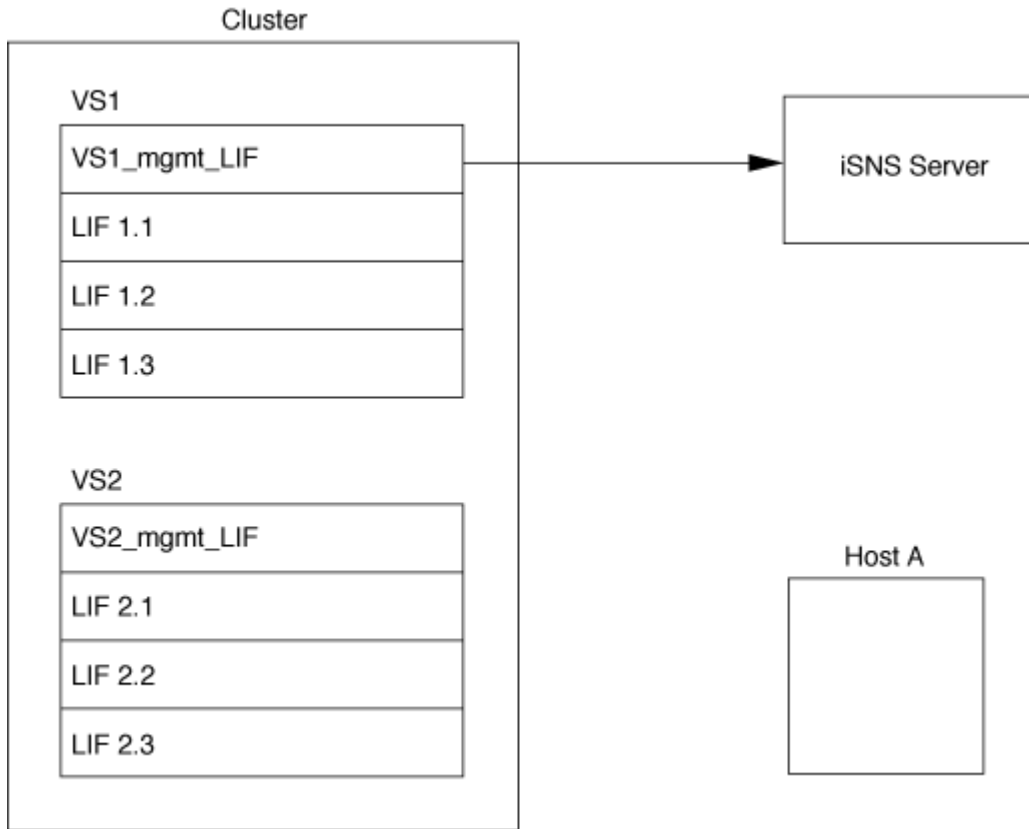 Cluster
VS1
VS1_mgmt_LIF
LIF 1.1
LIF 1.2
LIF 1.3
iSNS Server
VS2
VS2_mgmt_LIF
LIF 2.1
LIF 2.2
LIF 2.3
Host A